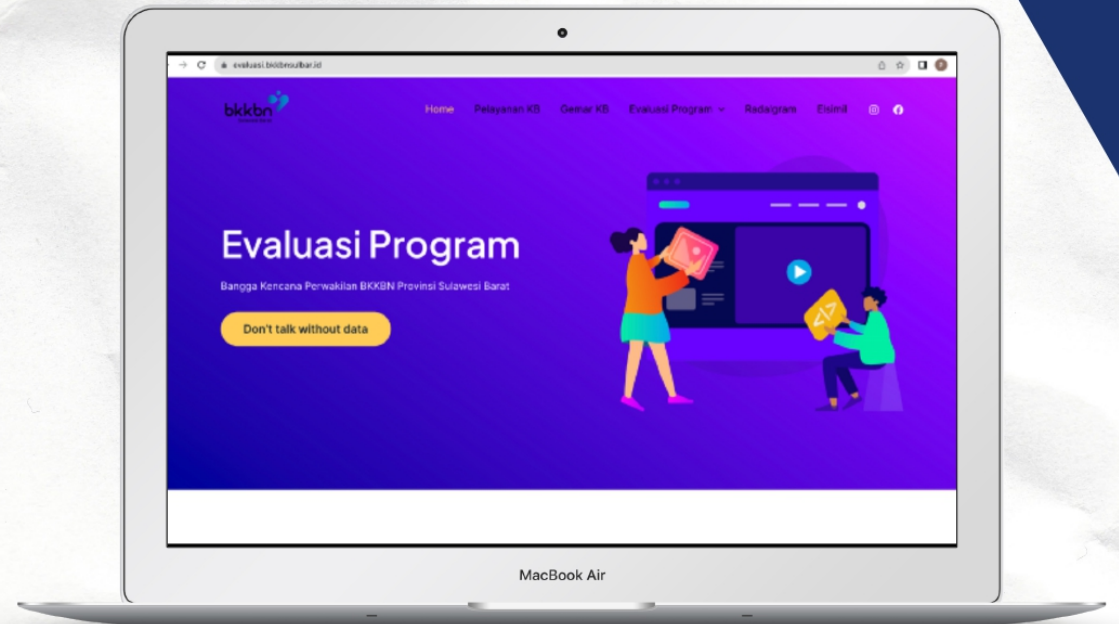 evaluasi.bkkbnsulbar.id
bkkbn
Home Pelayanan KB Gemar KB Evaluasi Program Radalgram Elsimil
Evaluasi Program
Bangga Kencana Perwakilan BKKBN Provinsi Sulawesi Barat
Don't talk without data
</>
MacBook Air